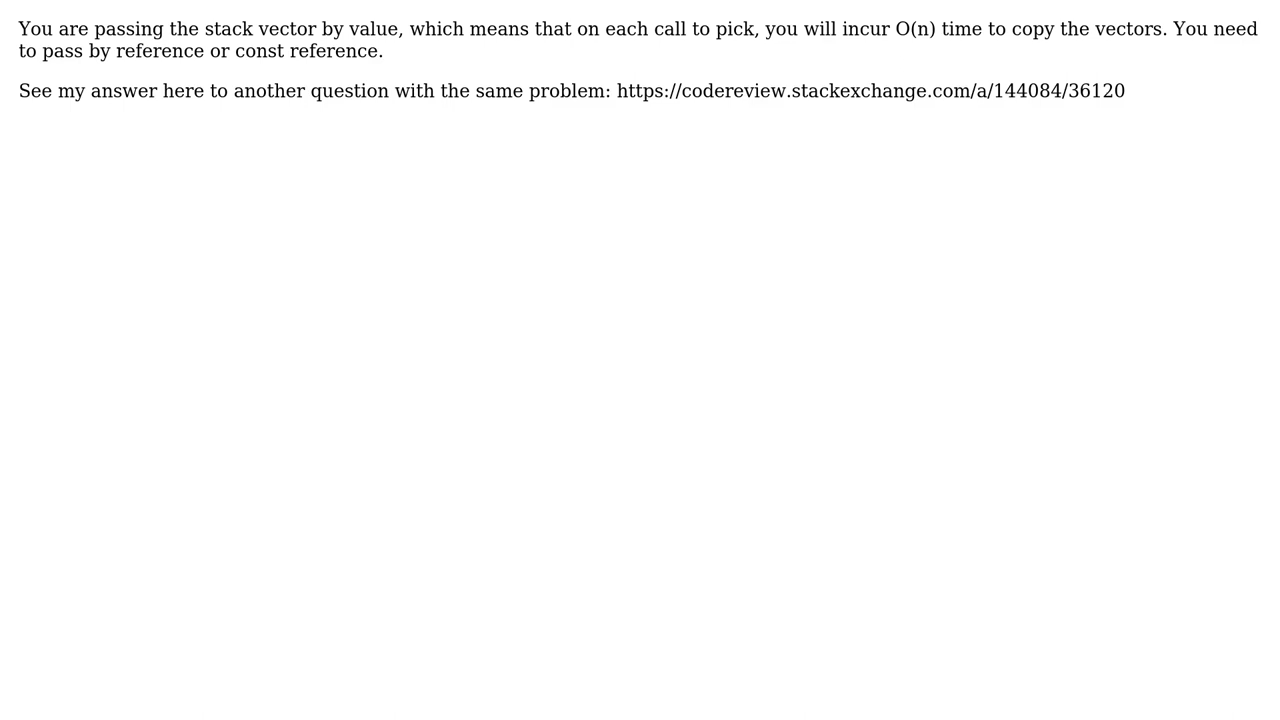 You are passing the stack vector by value, which means that on each call to pick, you will incur O(n) time to copy the vectors. You need
to pass by reference or const reference.
See my answer here to another question with the same problem: https://codereview.stackexchange.com/a/144084/36120